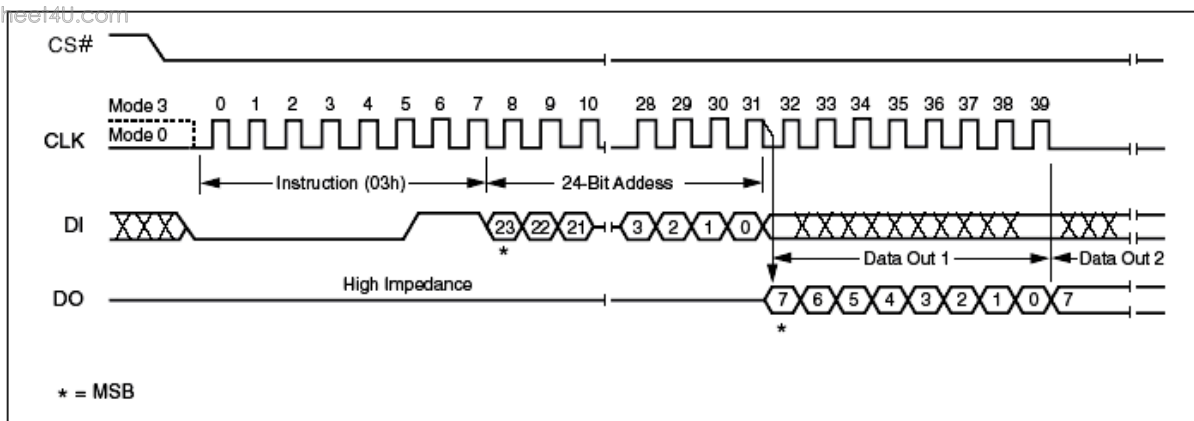 heet4U.com
CS#
Mode 3
0 1 2 3 4 5 6 7 8 9 10 28 29 30 31 32 33 34 35 36 37 38 39
CLK
Mode 0
Instruction (03h)
24-Bit Addess
DI
23 22 21 3 2 1 0
*
Data Out 1
Data Out 2
High Impedance
DO
7 6 5 4 3 2 1 0 7
*
* = MSB